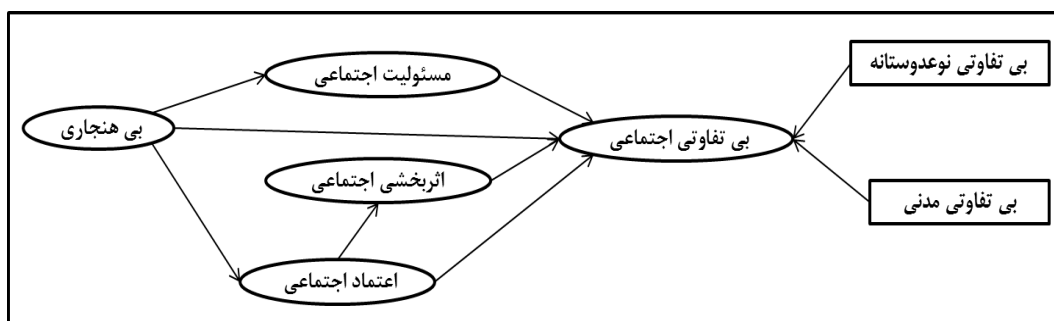 مسئولیت اجتماعی
بی تفاوتی نوعدوستانه
بی هنجاری
بی تفاوتی اجتماعی
اثربخشی اجتماعی
بی تفاوتی مدنی
اعتماد اجتماعی